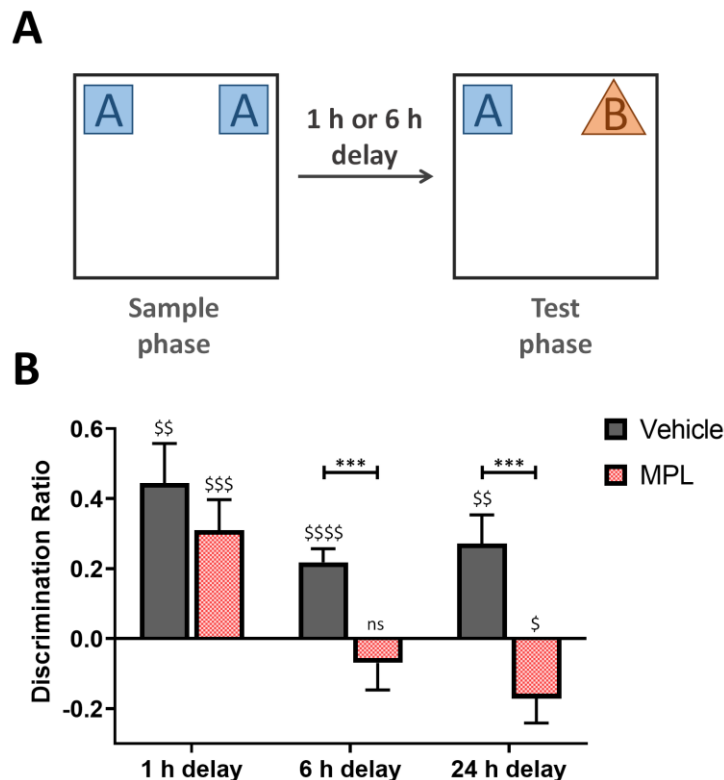 A
A A
1 h or 6 h
delay
A B
Sample
phase
Test
phase
B
Discrimination Ratio
0.6
0.4
0.2
0.0
-0.2
$$
$$$
***
$$$$
ns
***
$$
$
Vehicle
MPL
1 h delay 6 h delay 24 h delay